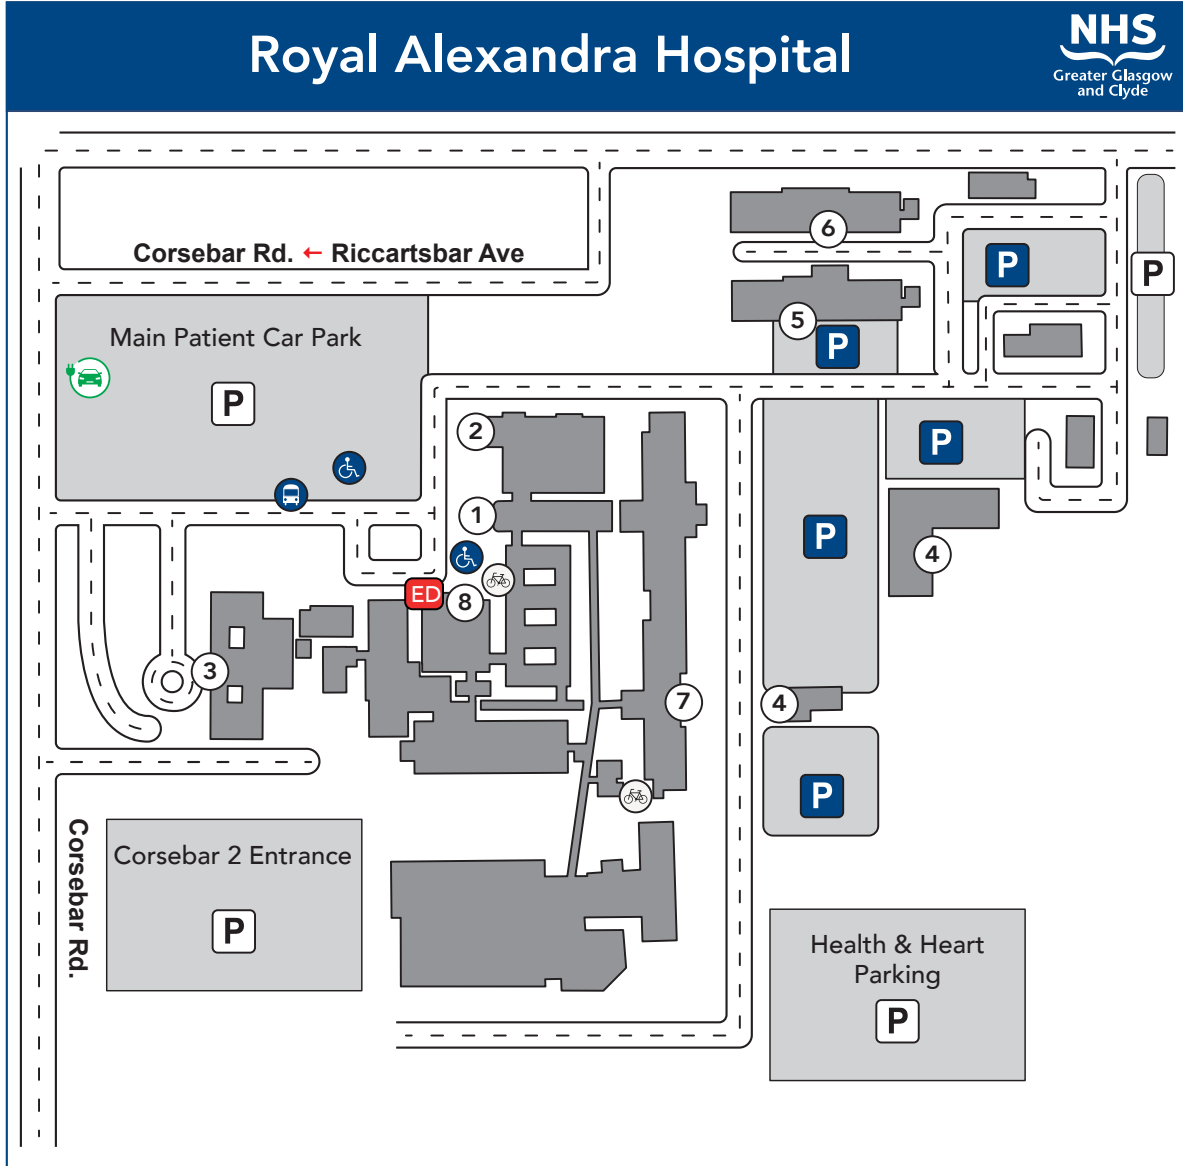 Royal Alexandra Hospital
NHS
Greater Glasgow
and Clyde
6
Corsebar Rd. ← Riccartsbar Ave
P
P
5
P
Main Patient Car Park
P
2
P
1
P
4
ED
8
3
7
4
P
Corsebar Rd.
Corsebar 2 Entrance
P
Health & Heart
Parking
P